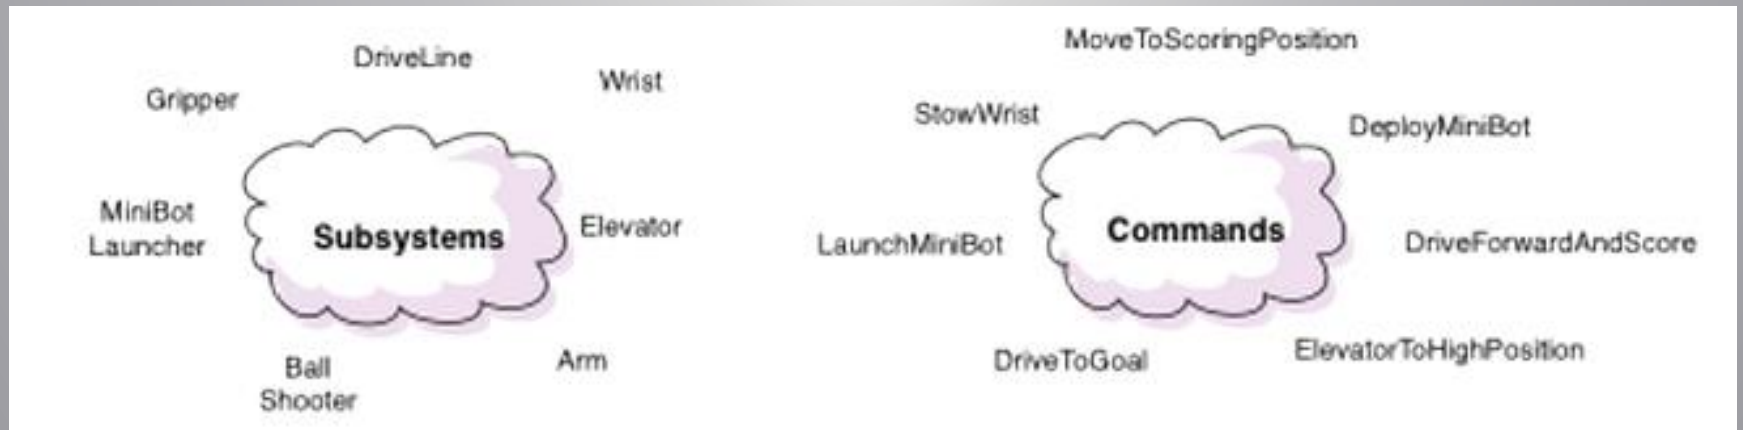 DriveLine
Wrist
Gripper
MiniBot
Launcher
Subsystems
Elevator
Ball
Shooter
Arm
MoveToScoringPosition
StowWrist
DeployMiniBot
LaunchMiniBot
Commands
DriveForwardAndScore
DriveToGoal
ElevatorToHighPosition